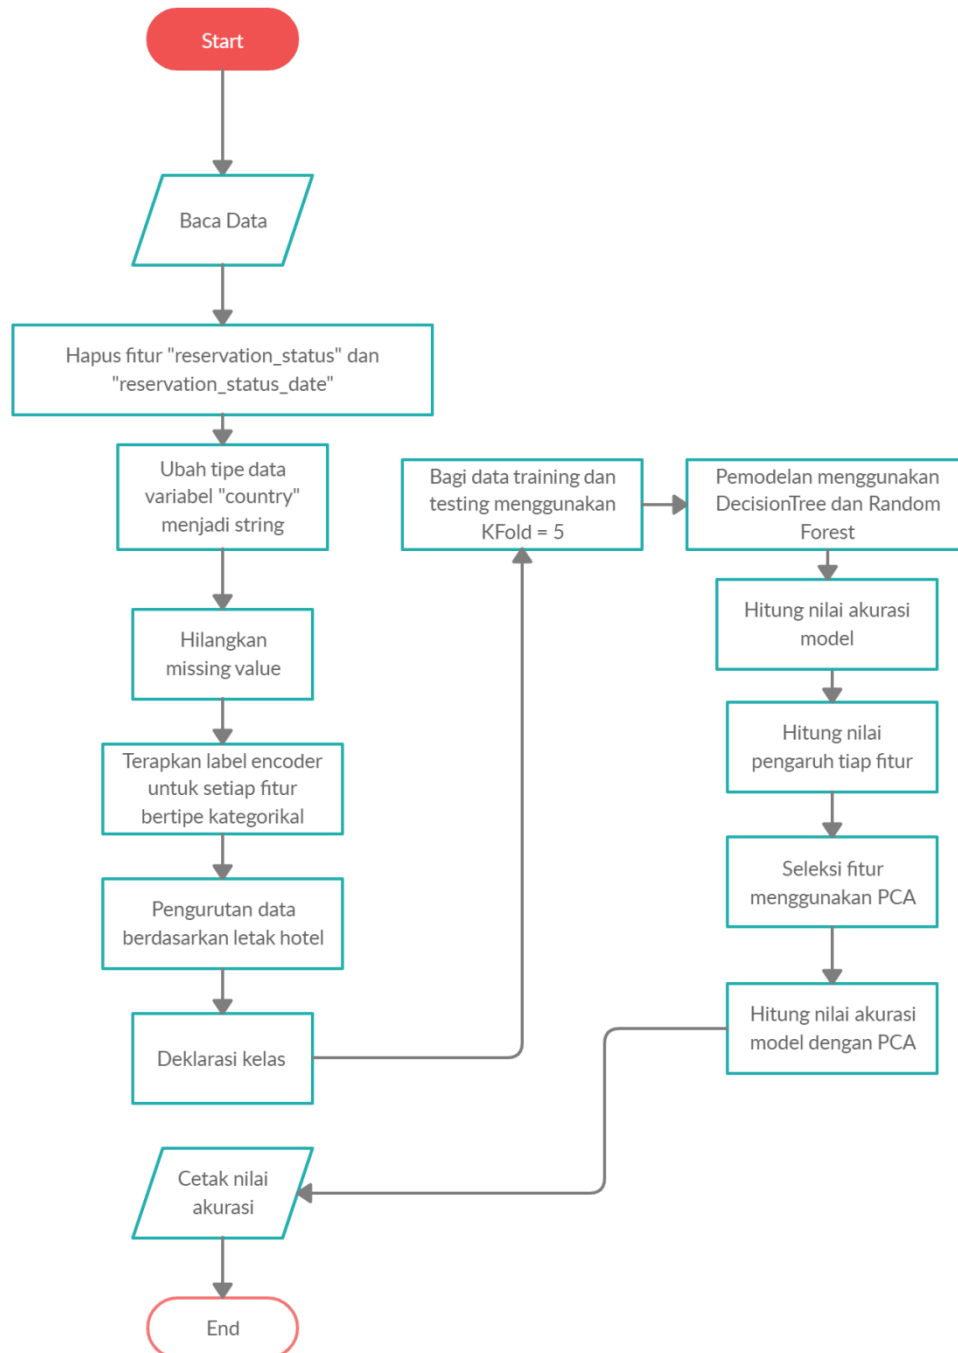 Start
Baca Data
Hapus fitur "reservation_status" dan
"reservation_status_date"
Ubah tipe data
variabel "country"
menjadi string
Hilangkan
missing value
Terapkan label encoder
untuk setiap fitur
bertipe kategorikal
Pengurutan data
berdasarkan letak hotel
Deklarasi kelas
Bagi data training dan
testing menggunakan
KFold = 5
Pemodelan menggunakan
DecisionTree dan Random
Forest
Hitung nilai akurasi
model
Hitung nilai
pengaruh tiap fitur
Seleksi fitur
menggunakan PCA
Hitung nilai akurasi
model dengan PCA
Cetak nilai
akurasi
End